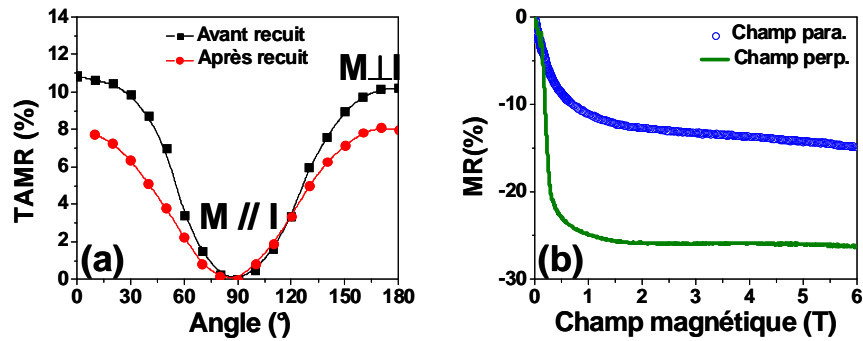 TAMR (%)
12
10
8
6
4
2
0
Avant recuit
Après recuit
M⊥I
M // I
(a)
0 30 60 90 120 150 180
Angle (º)
MR(%)
0
-10
-20
-30
Champ para.
Champ perp.
(b)
0 1 2 3 4 5 6
Champ magnétique (T)